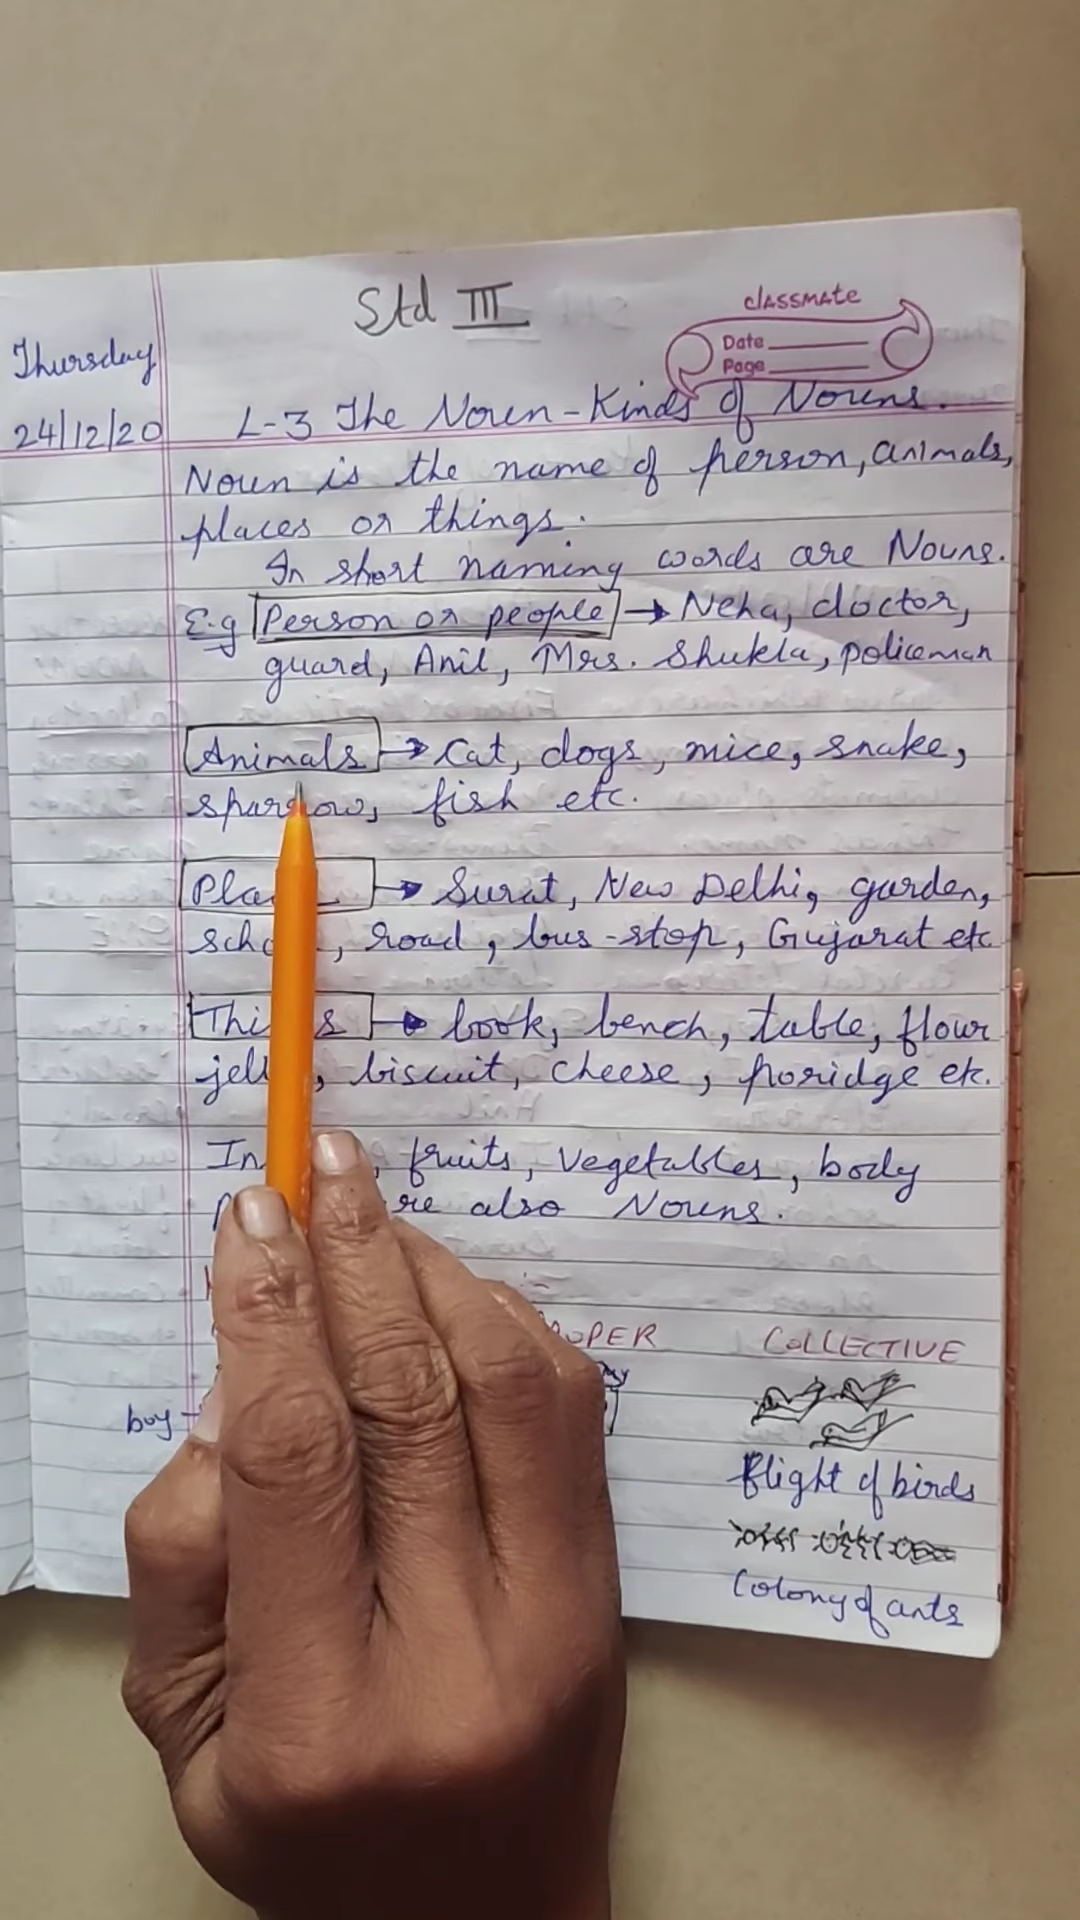 Std III
classmate
Date
Page
Thursday
24/12/20
L-3 The Noun-Kinds of Nouns.
Noun is the name of person, animals,
places or things.
In short naming words are Nouns.
E.g Person or people → Neha, doctor,
guard, Anil, Mrs. Shukla, policeman
Animals → Cat, dogs, mice, snake,
sparrow, fish etc.
→ Surat, New Delhi, garden,
, road, bus-stop, Gujarat etc
→ book, bench, table, flour
, biscuit, cheese, poridge etc.
, fruits, vegetables, body
also Nouns.
COLLECTIVE
boy
flight of birds
Colony of ants